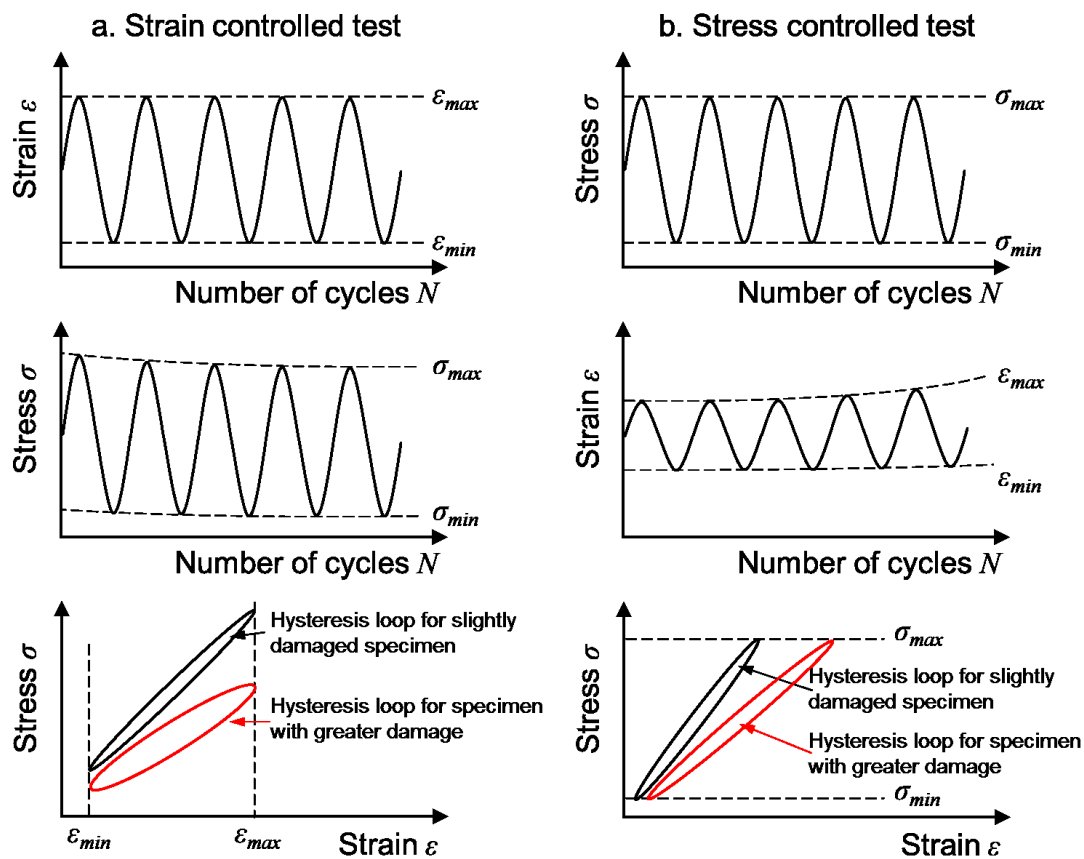 a. Strain controlled test
Strain ε
ε_max
ε_min
Number of cycles N
Stress σ
σ_max
σ_min
Number of cycles N
Stress σ
Hysteresis loop for slightly
damaged specimen
Hysteresis loop for specimen
with greater damage
ε_min
ε_max
Strain ε
b. Stress controlled test
Stress σ
σ_max
σ_min
Number of cycles N
Strain ε
ε_max
ε_min
Number of cycles N
Stress σ
σ_max
Hysteresis loop for slightly
damaged specimen
Hysteresis loop for specimen
with greater damage
σ_min
Strain ε